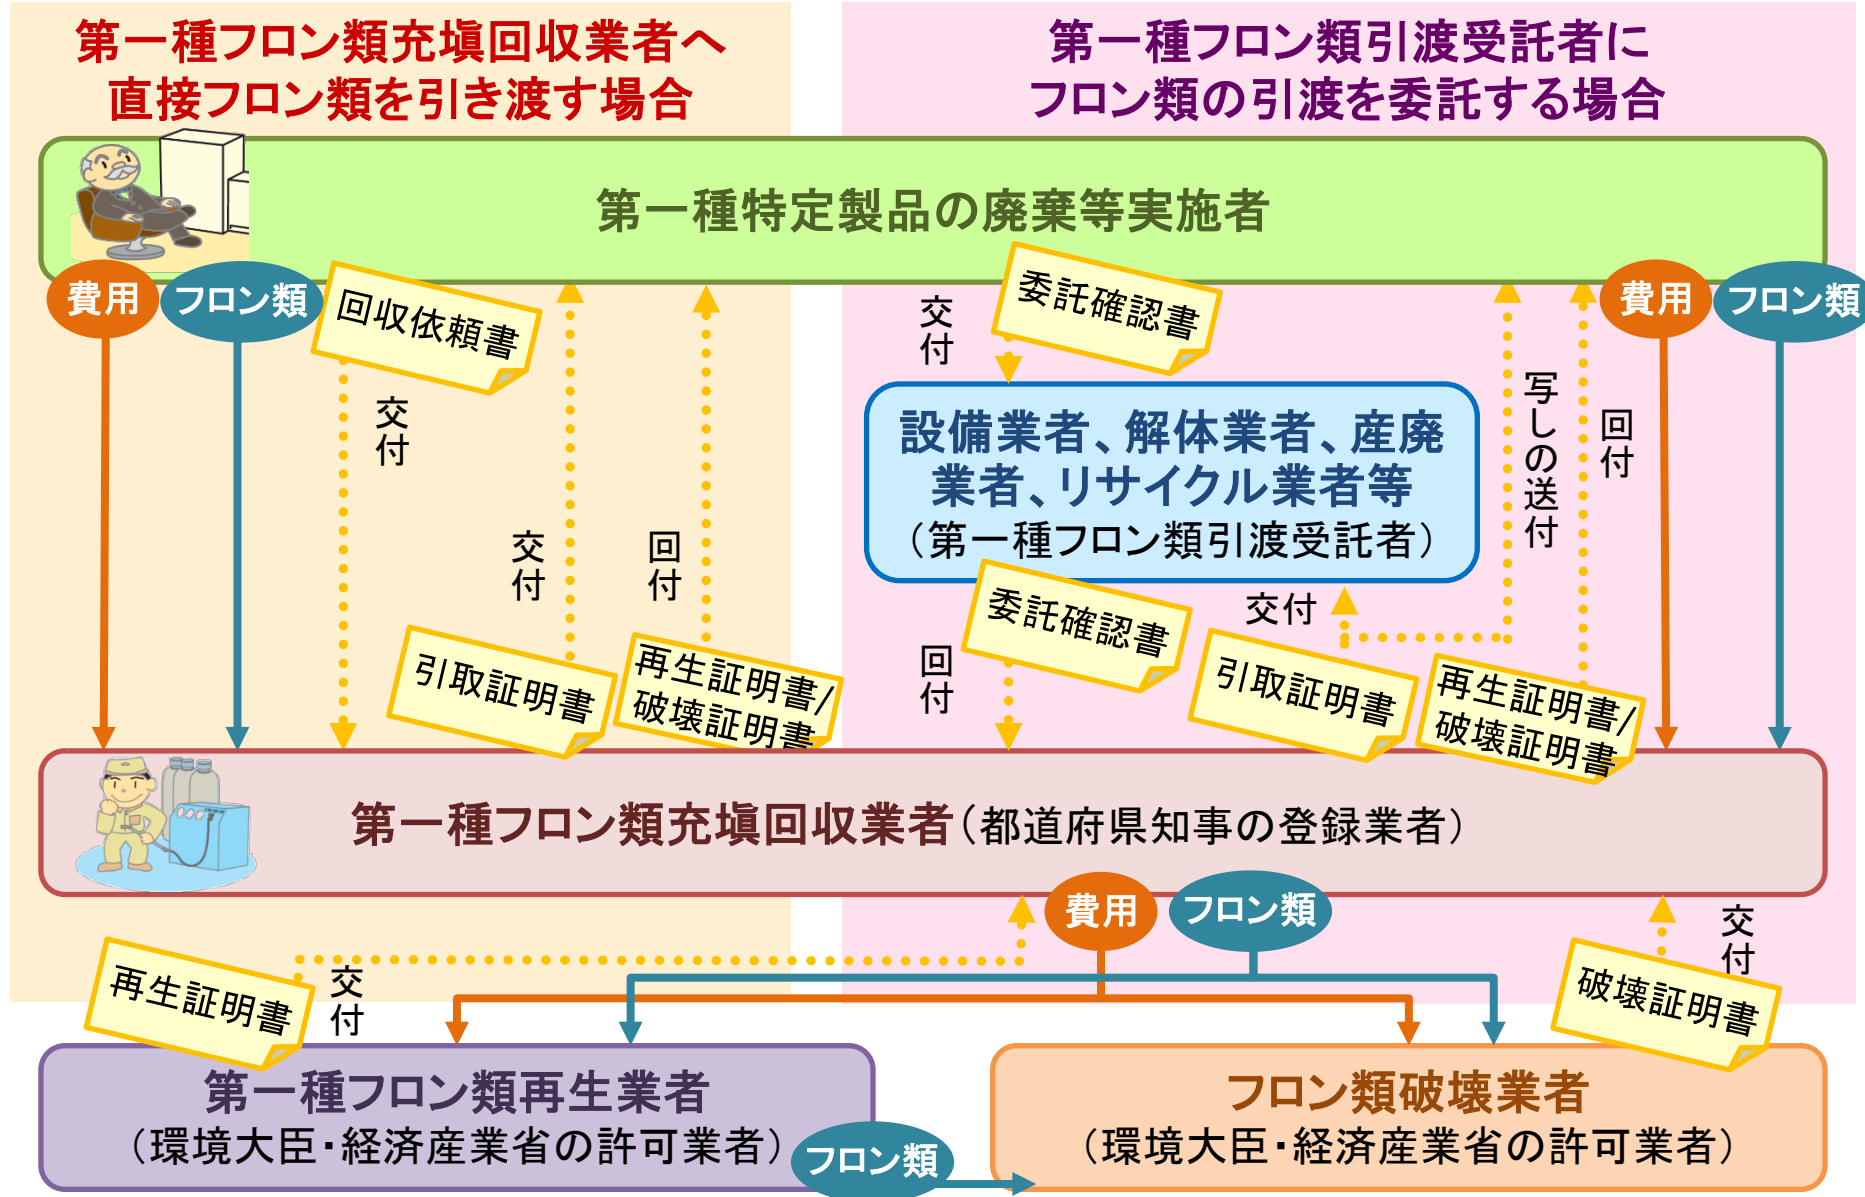 第一種フロン類充塡回収業者へ
直接フロン類を引き渡す場合
第一種フロン類引渡受託者に
フロン類の引渡を委託する場合
第一種特定製品の廃棄等実施者
費用
フロン類
回収依頼書
交付
委託確認書
費用
フロン類
交付
設備業者、解体業者、産廃
業者、リサイクル業者等
（第一種フロン類引渡受託者）
写しの送付
回付
交付
回付
引取証明書
再生証明書/
破壊証明書
回付
委託確認書
交付
引取証明書
再生証明書/
破壊証明書
第一種フロン類充塡回収業者（都道府県知事の登録業者）
費用
フロン類
再生証明書
交付
破壊証明書
交付
第一種フロン類再生業者
（環境大臣・経済産業省の許可業者）
フロン類
フロン類破壊業者
（環境大臣・経済産業省の許可業者）